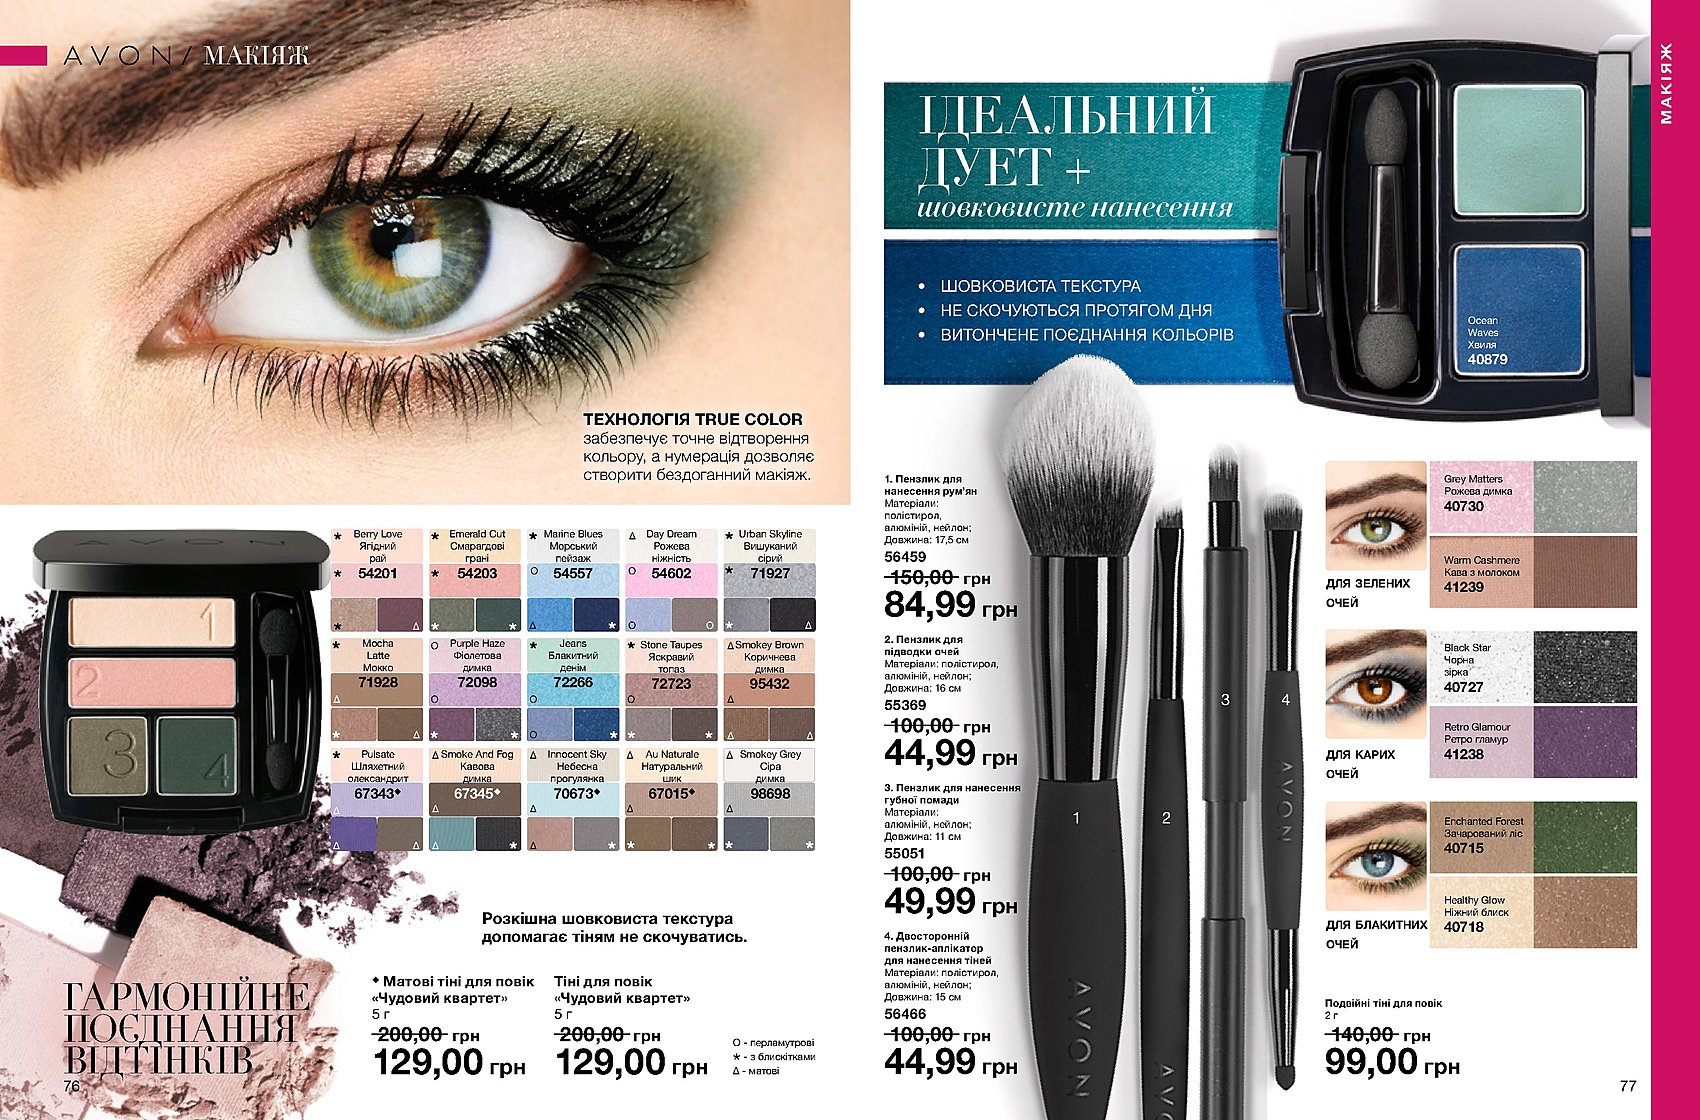 AVON / МАКІЯЖ
ТЕХНОЛОГІЯ TRUE COLOR
забезпечує точне відтворення
кольору, а нумерація дозволяє
створити бездоганний макіяж.
AVON
1
2
3
4
* Berry Love
Ягідний
рай
* 54201
* Δ
* Emerald Cut
Смарагдові
грані
* 54203
* *
* Marine Blues
Морський
пейзаж
O 54557
Δ *
Δ Day Dream
Рожева
ніжність
O 54602
O O
* Urban Skyline
Вишуканий
сірий
* 71927
* Δ
* Mocha
Latte
Мокко
71928
Δ
* Δ
O Purple Haze
Фіолетова
димка
72098
O
* *
* Jeans
Блакитний
денім
72266
O
O *
* Stone Taupes
Яскравий
топаз
72723
O
* *
Δ Smokey Brown
Коричнева
димка
95432
Δ
Δ Δ
* Pulsate
Шляхетний
олександрит
67343◆
Δ
Δ Δ
Δ Smoke And Fog
Кавова
димка
67345◆
Δ
Δ *
Δ Innocent Sky
Небесна
прогулянка
70673◆
Δ
Δ *
Δ Au Naturale
Натуральний
шик
67015◆
Δ
* *
Δ Smokey Grey
Сіра
димка
98698
Δ
* *
Розкішна шовковиста текстура
допомагає тіням не скочуватись.
ГАРМОНІЙНЕ
ПОЄДНАННЯ
ВІДТІНКІВ
◆ Матові тіні для повік
«Чудовий квартет»
5 г
200,00 грн
129,00 грн
Тіні для повік
«Чудовий квартет»
5 г
200,00 грн
129,00 грн
O - перламутрові
* - з блискітками
Δ - матові
76
МАКІЯЖ
ІДЕАЛЬНИЙ
ДУЕТ +
шовковисте нанесення
• ШОВКОВИСТА ТЕКСТУРА
• НЕ СКОЧУЮТЬСЯ ПРОТЯГОМ ДНЯ
• ВИТОНЧЕНЕ ПОЄДНАННЯ КОЛЬОРІВ
Ocean
Waves
Хвиля
40879
1. Пензлик для
нанесення рум'ян
Матеріали:
полістирол,
алюміній, нейлон;
Довжина: 17,5 см
56459
150,00 грн
84,99 грн
2. Пензлик для
підводки очей
Матеріали: полістирол,
алюміній, нейлон;
Довжина: 16 см
55369
100,00 грн
44,99 грн
3. Пензлик для нанесення
губної помади
Матеріали:
алюміній, нейлон;
Довжина: 11 см
55051
100,00 грн
49,99 грн
4. Двосторонній
пензлик-аплікатор
для нанесення тіней
Матеріали: полістирол,
алюміній, нейлон;
Довжина: 15 см
56466
100,00 грн
44,99 грн
1
2
3
4
AVON
AVON
AVO
ДЛЯ ЗЕЛЕНИХ
ОЧЕЙ
Grey Matters
Рожева димка
40730
Warm Cashmere
Кава з молоком
41239
ДЛЯ КАРИХ
ОЧЕЙ
Black Star
Чорна
зірка
40727
Retro Glamour
Ретро гламур
41238
ДЛЯ БЛАКИТНИХ
ОЧЕЙ
Enchanted Forest
Зачарований ліс
40715
Healthy Glow
Ніжний блиск
40718
Подвійні тіні для повік
2 г
140,00 грн
99,00 грн
77